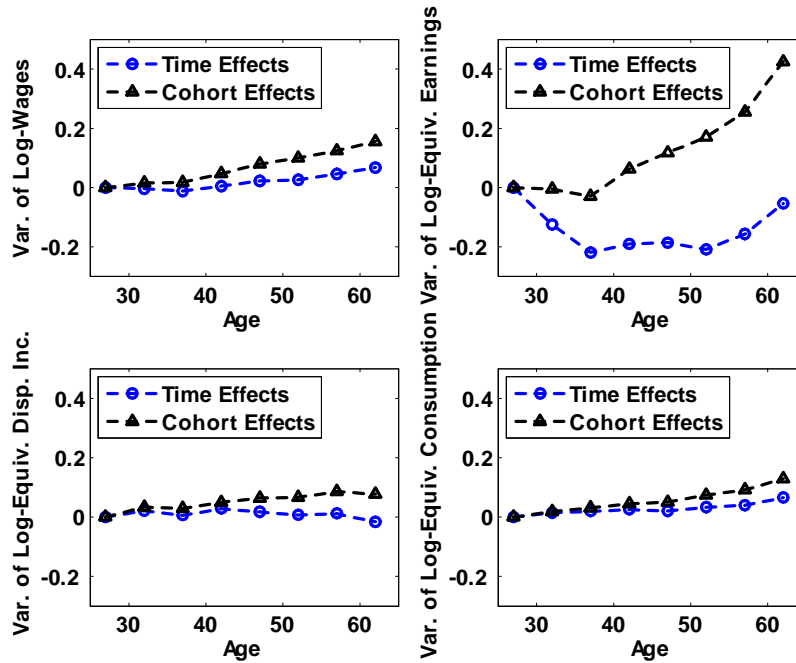 Var. of Log-Wages
0.4
0.2
0
-0.2
Time Effects
Cohort Effects
30 40 50 60
Age
Var. of Log-Equiv. Earnings
0.4
0.2
0
-0.2
Time Effects
Cohort Effects
30 40 50 60
Age
Var. of Log-Equiv. Disp. Inc.
0.4
0.2
0
-0.2
Time Effects
Cohort Effects
30 40 50 60
Age
Var. of Log-Equiv. Consumption
0.4
0.2
0
-0.2
Time Effects
Cohort Effects
30 40 50 60
Age